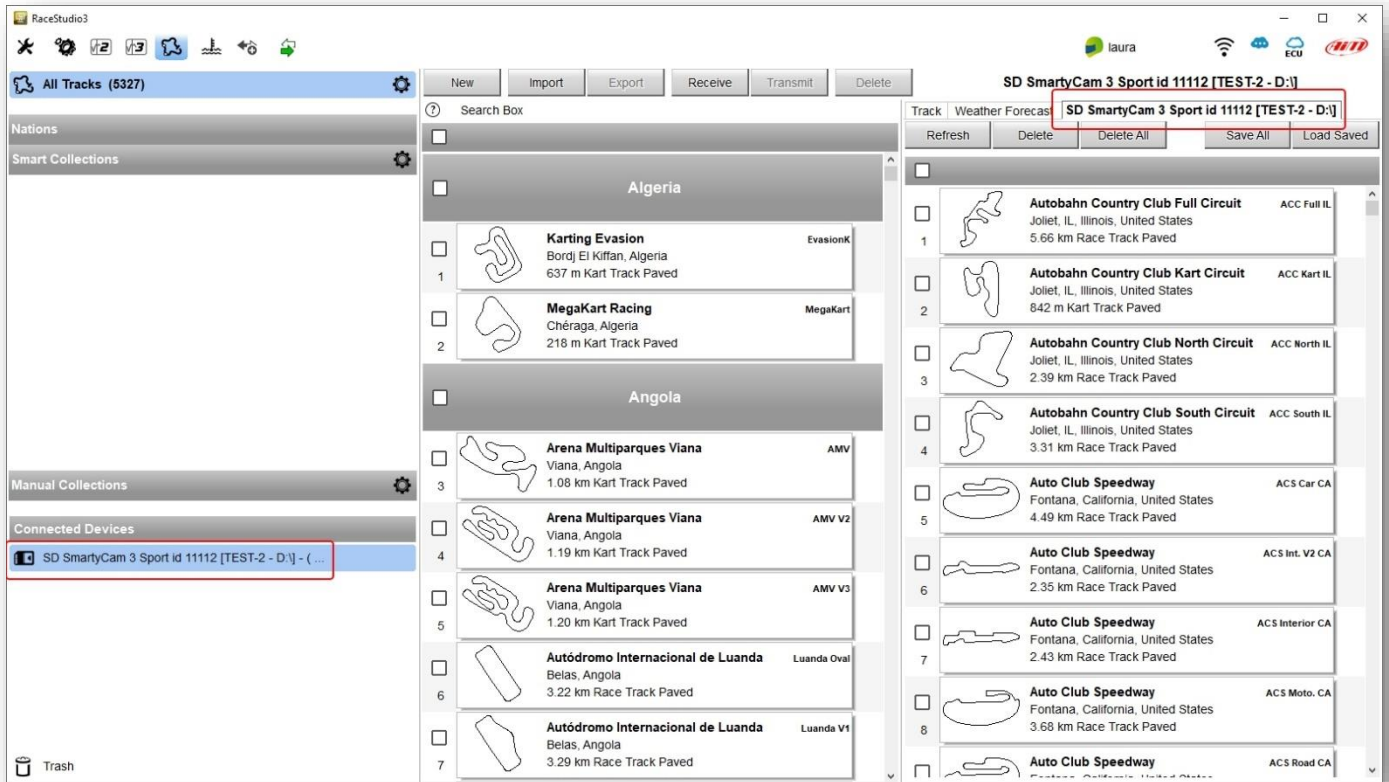 RaceStudio3
laura
ECU
AIM
All Tracks (5327)
Nations
Smart Collections
Manual Collections
Connected Devices
SD SmartyCam 3 Sport id 11112 [TEST-2 - D:\] - ( ...
Trash
New Import Export Receive Transmit Delete
? Search Box
Algeria
Karting Evasion EvasionK
Bordj El Kiffan, Algeria
637 m Kart Track Paved
1
MegaKart Racing MegaKart
Chéraga, Algeria
218 m Kart Track Paved
2
Angola
Arena Multiparques Viana AMV
Viana, Angola
1.08 km Kart Track Paved
3
Arena Multiparques Viana AMV V2
Viana, Angola
1.19 km Kart Track Paved
4
Arena Multiparques Viana AMV V3
Viana, Angola
1.20 km Kart Track Paved
5
Autódromo Internacional de Luanda Luanda Oval
Belas, Angola
3.22 km Race Track Paved
6
Autódromo Internacional de Luanda Luanda V1
Belas, Angola
3.29 km Race Track Paved
7
SD SmartyCam 3 Sport id 11112 [TEST-2 - D:\]
Track Weather Forecast SD SmartyCam 3 Sport id 11112 [TEST-2 - D:\]
Refresh Delete Delete All Save All Load Saved
Autobahn Country Club Full Circuit ACC Full IL
Joliet, IL, Illinois, United States
5.66 km Race Track Paved
1
Autobahn Country Club Kart Circuit ACC Kart IL
Joliet, IL, Illinois, United States
842 m Kart Track Paved
2
Autobahn Country Club North Circuit ACC North IL
Joliet, IL, Illinois, United States
2.39 km Race Track Paved
3
Autobahn Country Club South Circuit ACC South IL
Joliet, IL, Illinois, United States
3.31 km Race Track Paved
4
Auto Club Speedway ACS Car CA
Fontana, California, United States
4.49 km Race Track Paved
5
Auto Club Speedway ACS Int. V2 CA
Fontana, California, United States
2.35 km Race Track Paved
6
Auto Club Speedway ACS Interior CA
Fontana, California, United States
2.43 km Race Track Paved
7
Auto Club Speedway ACS Moto. CA
Fontana, California, United States
3.68 km Race Track Paved
8
Auto Club Speedway ACS Road CA
Fontana, California, United States